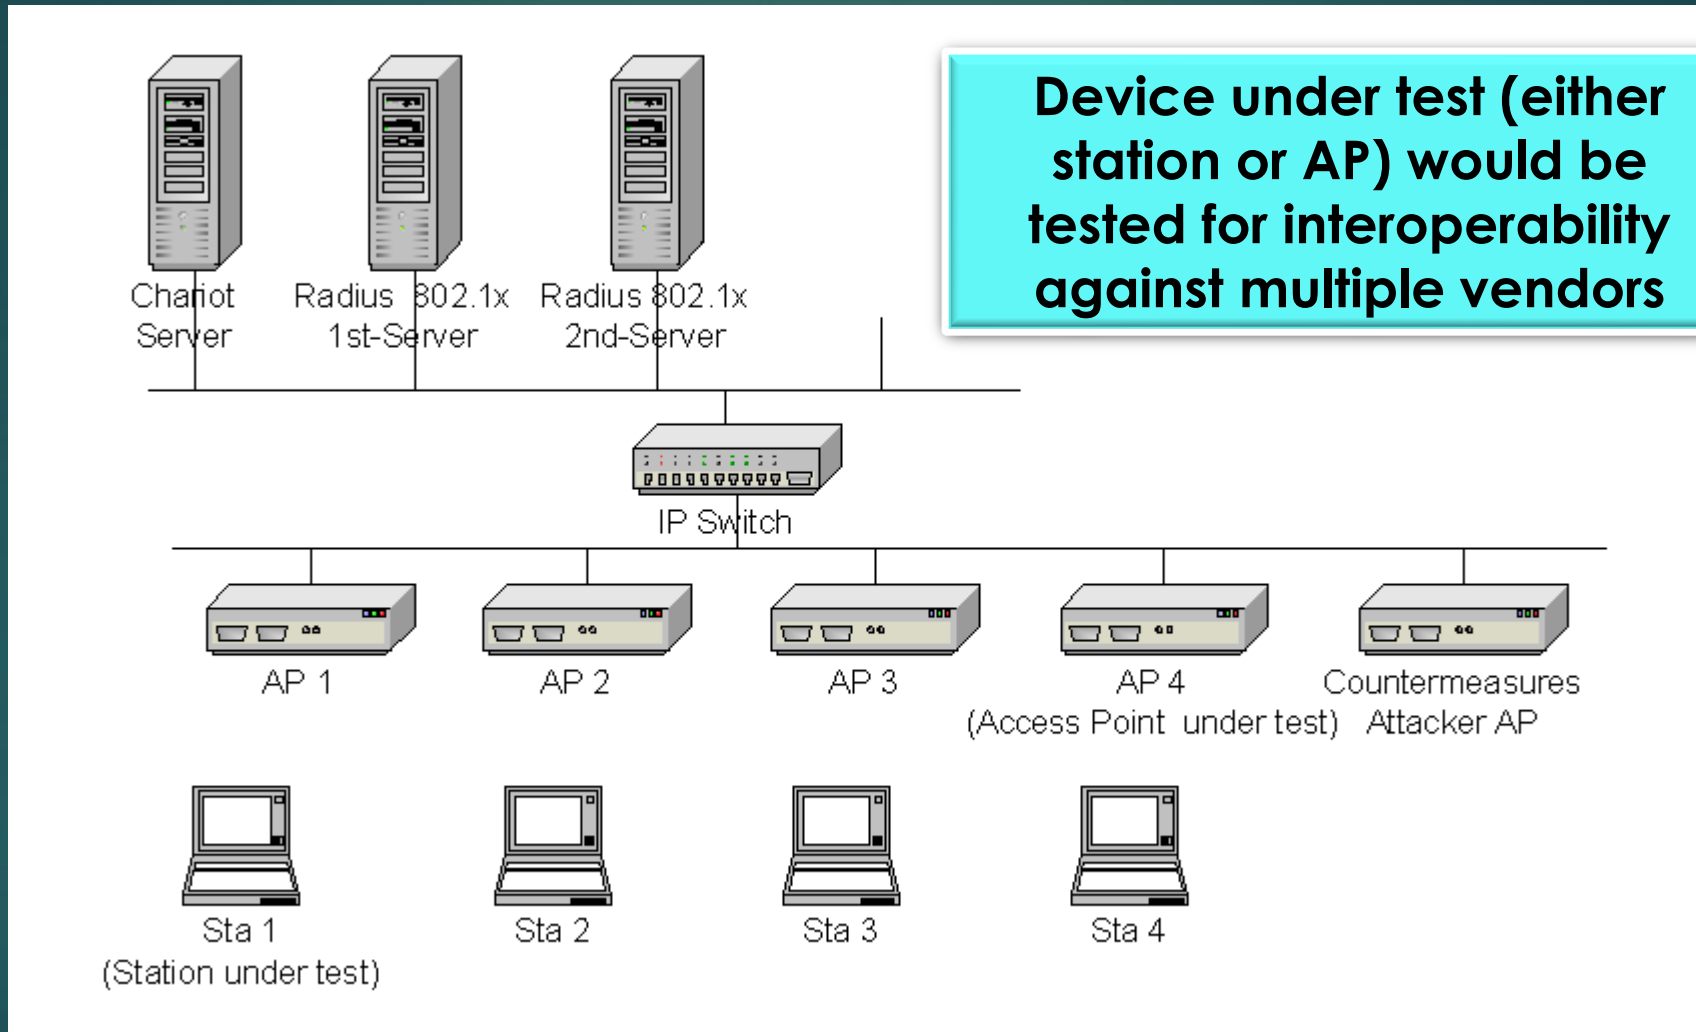 Device under test (either
station or AP) would be
tested for interoperability
against multiple vendors
Chariot
Server
Radius 802.1x
1st-Server
Radius 802.1x
2nd-Server
IP Switch
AP 1
AP 2
AP 3
AP 4
(Access Point under test)
Countermeasures
Attacker AP
Sta 1
(Station under test)
Sta 2
Sta 3
Sta 4